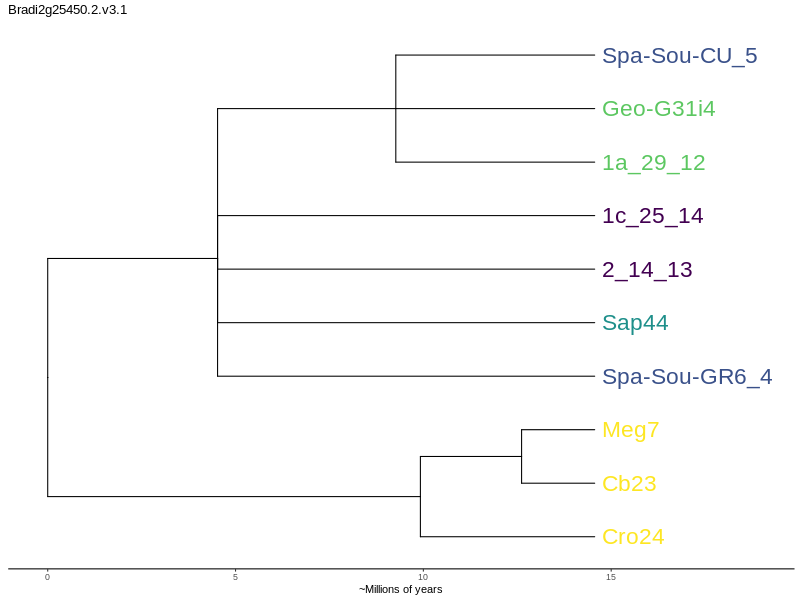 Bradi2g25450.2.v3.1
Spa-Sou-CU_5
Geo-G31i4
1a_29_12
1c_25_14
2_14_13
Sap44
Spa-Sou-GR6_4
Meg7
Cb23
Cro24
0 5 10 15
~Millions of years